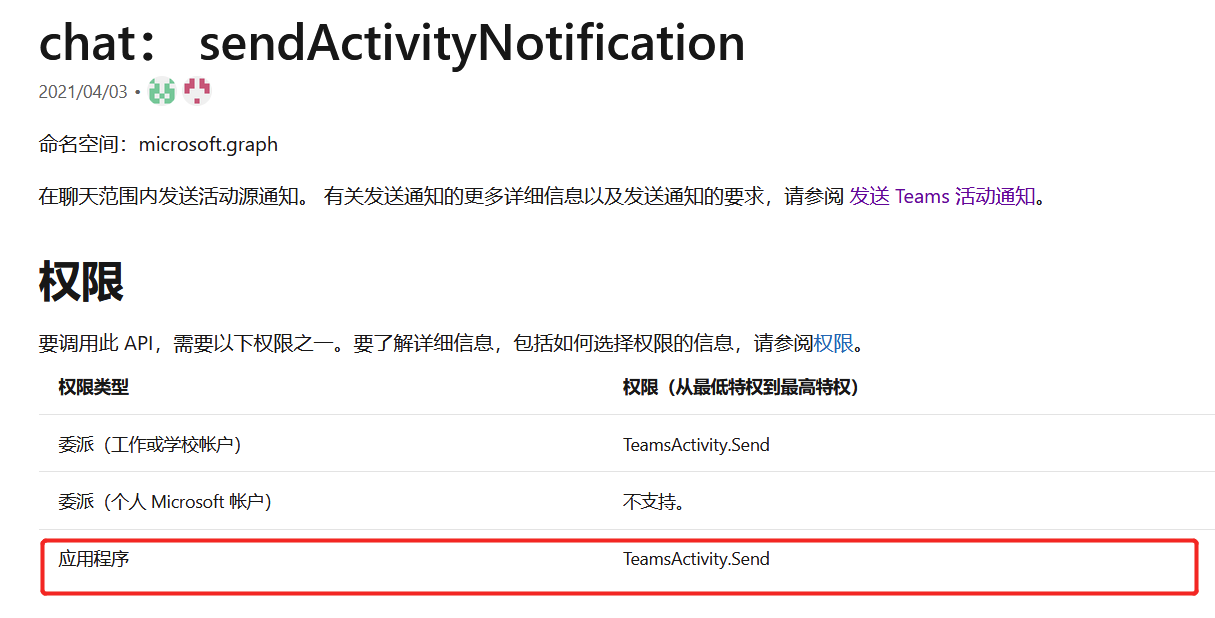 chat： sendActivityNotification
2021/04/03 •
命名空间：microsoft.graph
在聊天范围内发送活动源通知。 有关发送通知的更多详细信息以及发送通知的要求，请参阅 发送 Teams 活动通知。
权限
要调用此 API，需要以下权限之一。要了解详细信息，包括如何选择权限的信息，请参阅权限。
权限类型 权限（从最低特权到最高特权）
委派（工作或学校帐户） TeamsActivity.Send
委派（个人 Microsoft 帐户） 不支持。
应用程序 TeamsActivity.Send